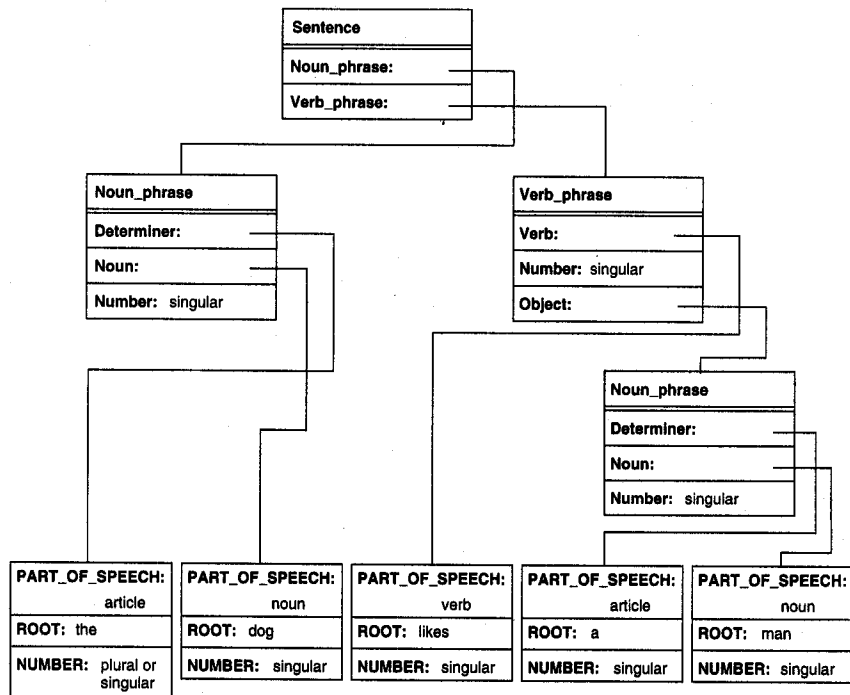 Sentence
Noun_phrase:
Verb_phrase:
Noun_phrase
Determiner:
Noun:
Number: singular
Verb_phrase
Verb:
Number: singular
Object:
Noun_phrase
Determiner:
Noun:
Number: singular
PART_OF_SPEECH:
article
ROOT: the
NUMBER: plural or
singular
PART_OF_SPEECH:
noun
ROOT: dog
NUMBER: singular
PART_OF_SPEECH:
verb
ROOT: likes
NUMBER: singular
PART_OF_SPEECH:
article
ROOT: a
NUMBER: singular
PART_OF_SPEECH:
noun
ROOT: man
NUMBER: singular